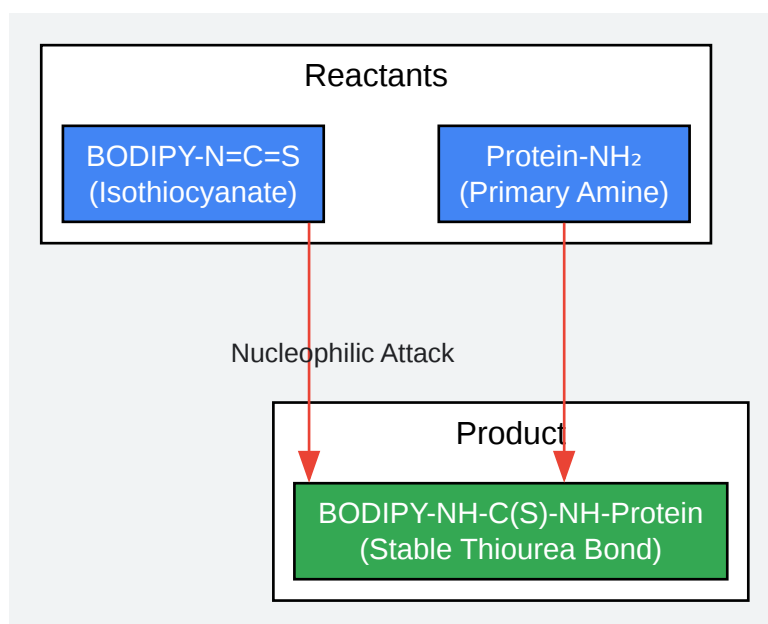 Reactants
BODIPY-N=C=S
(Isothiocyanate)
Protein-NH₂
(Primary Amine)
Nucleophilic Attack
Product
BODIPY-NH-C(S)-NH-Protein
(Stable Thiourea Bond)